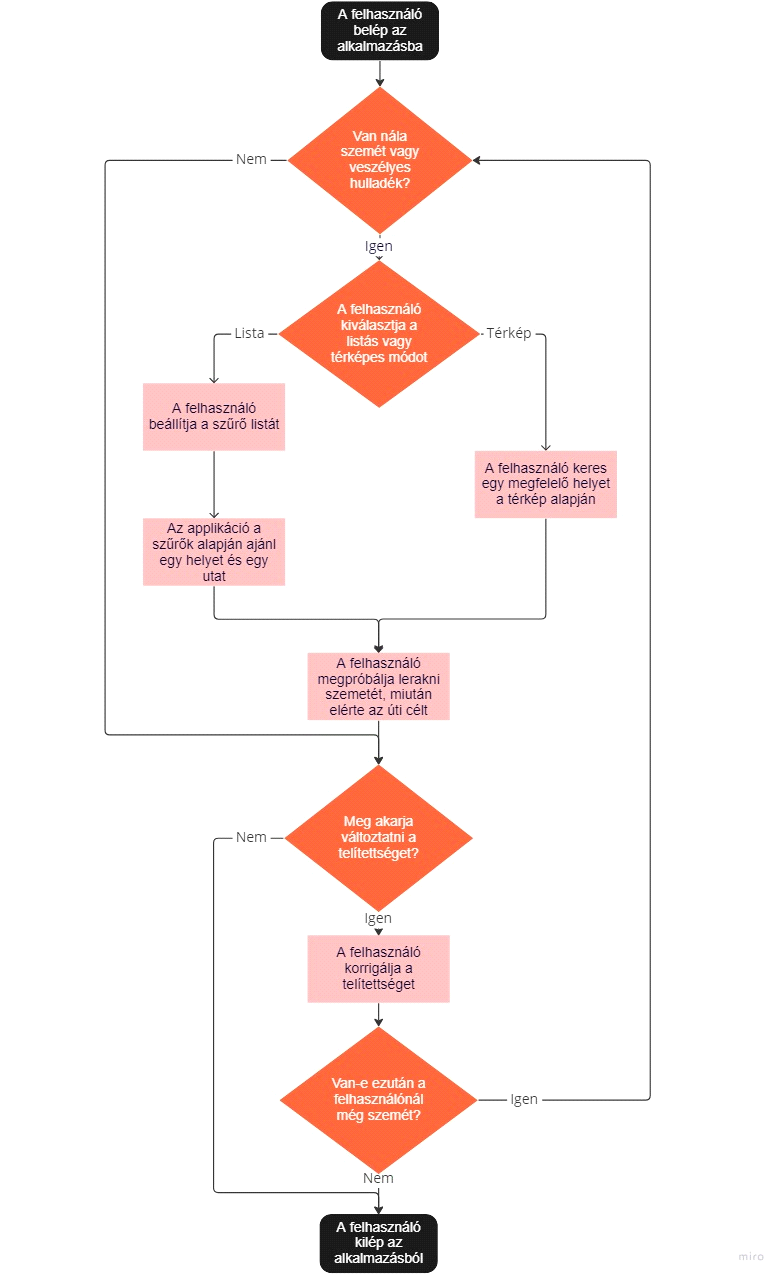 A felhasználó
belép az
alkalmazásba
Van nála
szemét vagy
veszélyes
hulladék?
Nem
Igen
A felhasználó
kiválasztja a
listás vagy
térképes módot
Lista
Térkép
A felhasználó
beállítja a szűrő listát
A felhasználó keres
egy megfelelő helyet
a térkép alapján
Az applikáció a
szűrők alapján ajánl
egy helyet és egy
utat
A felhasználó
megpróbálja lerakni
szemetét, miután
elérte az úti célt
Meg akarja
változtatni a
telítettséget?
Nem
Igen
A felhasználó
korrigálja a
telítettséget
Van-e ezután a
felhasználónál
még szemét?
Igen
Nem
A felhasználó
kilép az
alkalmazásból
miro